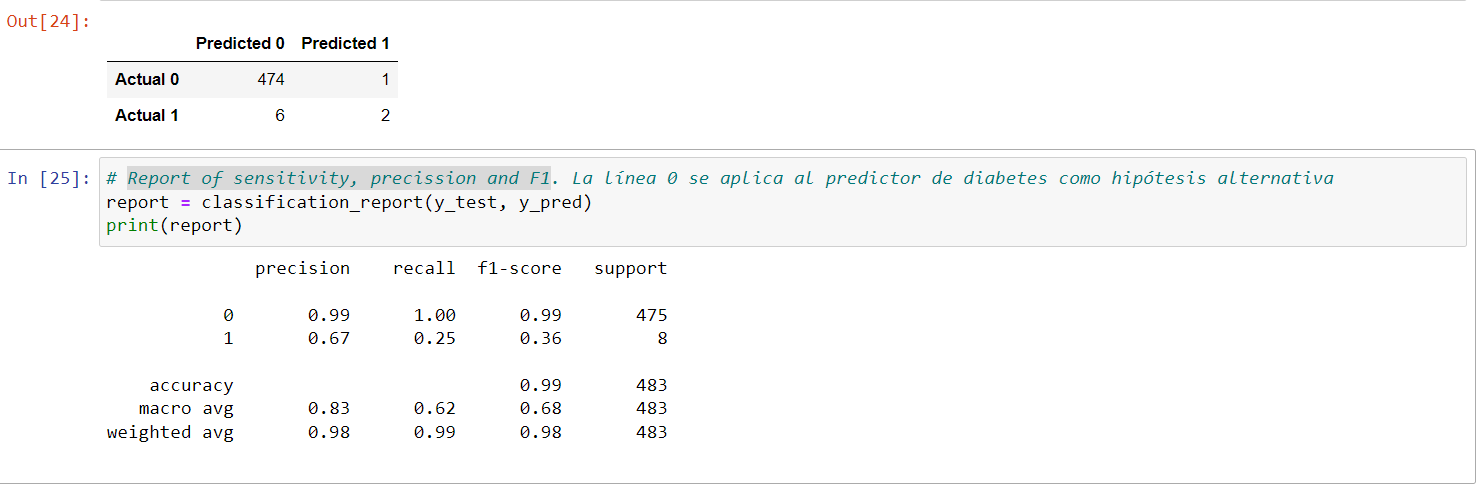 Out[24]:
Predicted 0 Predicted 1
Actual 0 474 1
Actual 1 6 2
In [25]: # Report of sensitivity, precission and F1. La línea 0 se aplica al predictor de diabetes como hipótesis alternativa
report = classification_report(y_test, y_pred)
print(report)
precision recall f1-score support
0 0.99 1.00 0.99 475
1 0.67 0.25 0.36 8
accuracy 0.99 483
macro avg 0.83 0.62 0.68 483
weighted avg 0.98 0.99 0.98 483